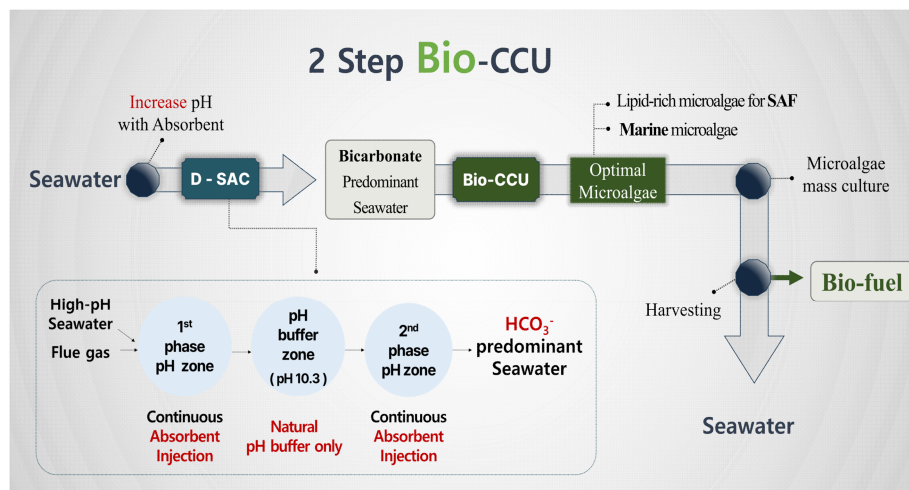 2 Step Bio-CCU
Increase pH
with Absorbent
Lipid-rich microalgae for SAF
Marine microalgae
Seawater
D - SAC
Bicarbonate
Predominant
Seawater
Bio-CCU
Optimal
Microalgae
Microalgae
mass culture
Harvesting
Bio-fuel
Seawater
High-pH
Seawater
Flue gas
1st
phase
pH zone
pH
buffer
zone
( pH 10.3 )
2nd
phase
pH zone
HCO3-
predominant
Seawater
Continuous
Absorbent
Injection
Natural
pH buffer only
Continuous
Absorbent
Injection